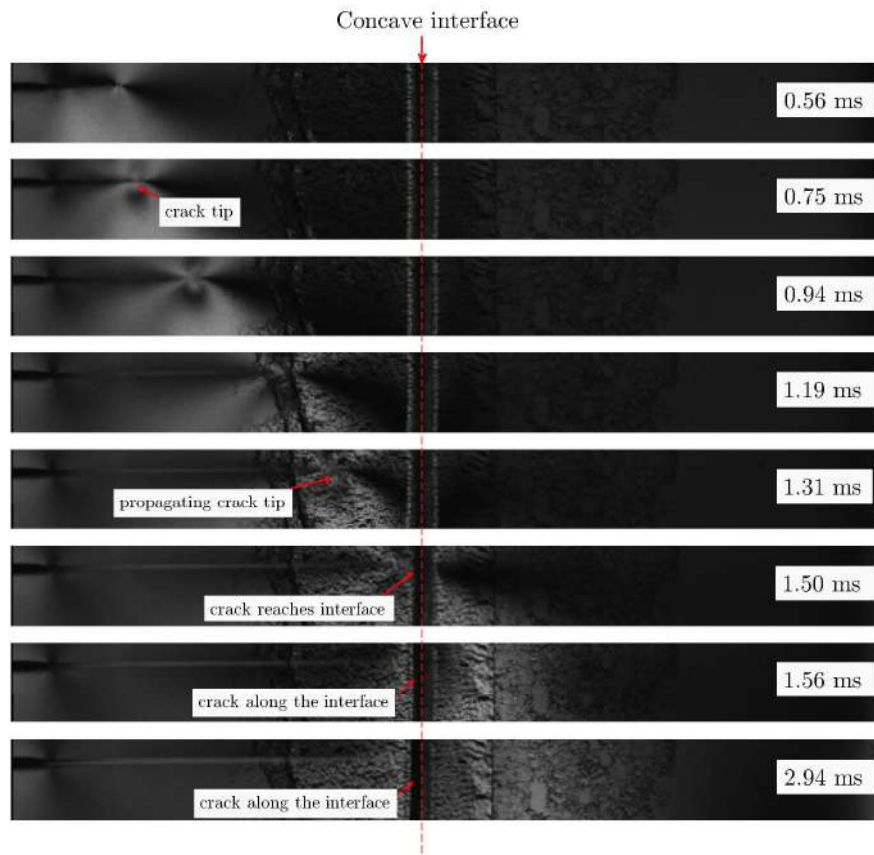 Concave interface
0.56 ms
0.75 ms
crack tip
0.94 ms
1.19 ms
1.31 ms
propagating crack tip
1.50 ms
crack reaches interface
1.56 ms
crack along the interface
2.94 ms
crack along the interface